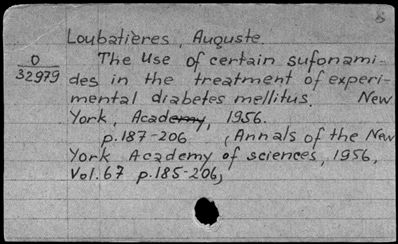 Loubatières, Auguste.
O
32979
The Use of certain sufonami-
des in the treatment of experi-
mental diabetes mellitus. New
York, Academy, 1956.
p.187-206 (Annals of the New
York Academy of sciences, 1956,
Vol.67 p.185-206)